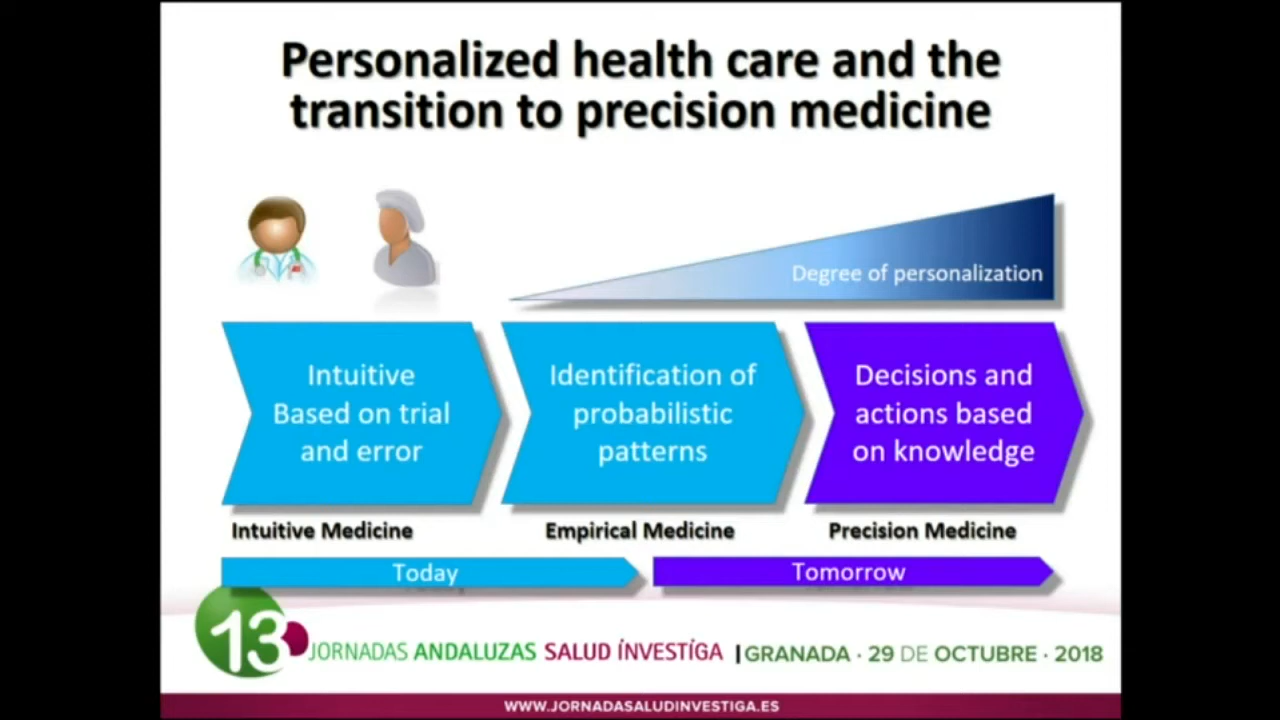 Personalized health care and the
transition to precision medicine
Degree of personalization
Intuitive
Based on trial
and error
Identification of
probabilistic
patterns
Decisions and
actions based
on knowledge
Intuitive Medicine
Empirical Medicine
Precision Medicine
Today
Tomorrow
13
JORNADAS ANDALUZAS SALUD ÍNVESTÍGA | GRANADA · 29 DE OCTUBRE · 2018
WWW.JORNADASALUDINVESTIGA.ES